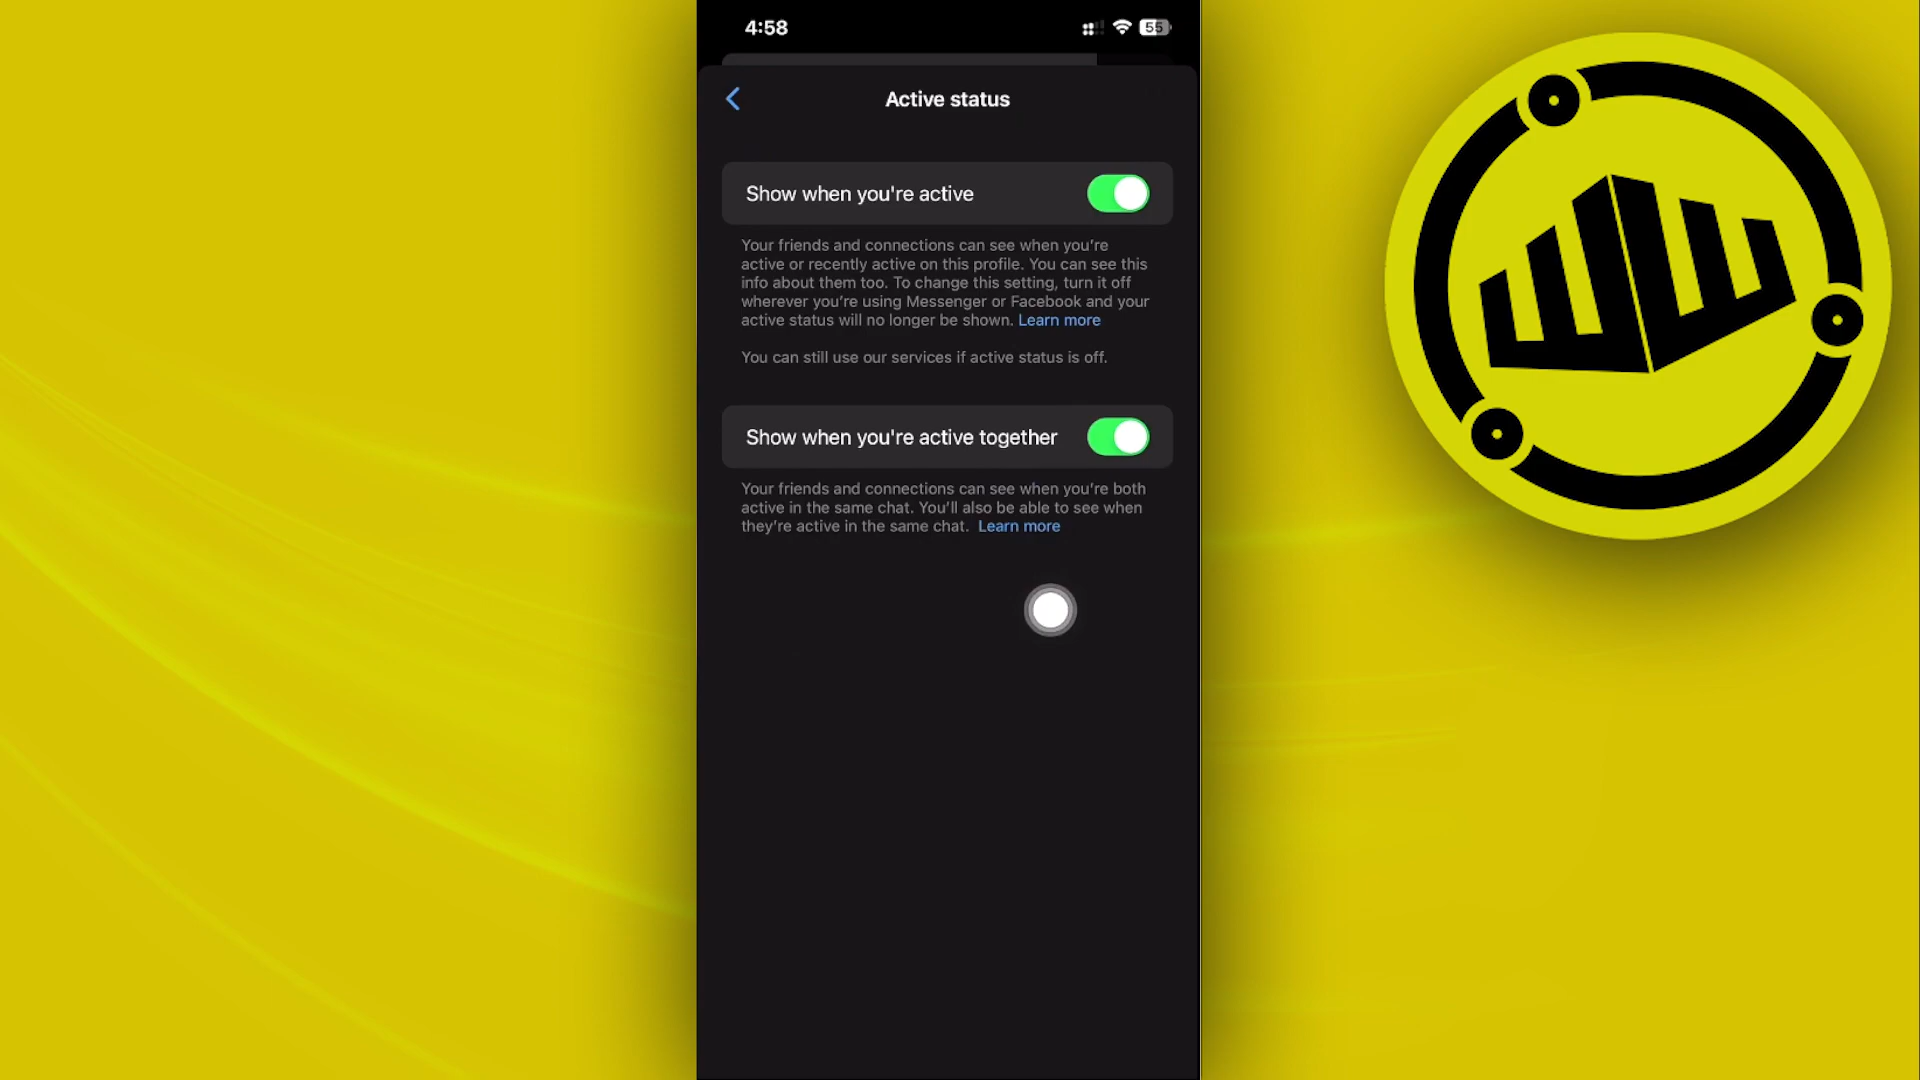 4:58
55
Active status
Show when you're active
Your friends and connections can see when you're
active or recently active on this profile. You can see this
info about them too. To change this setting, turn it off
wherever you're using Messenger or Facebook and your
active status will no longer be shown. Learn more
You can still use our services if active status is off.
Show when you're active together
Your friends and connections can see when you're both
active in the same chat. You'll also be able to see when
they're active in the same chat. Learn more